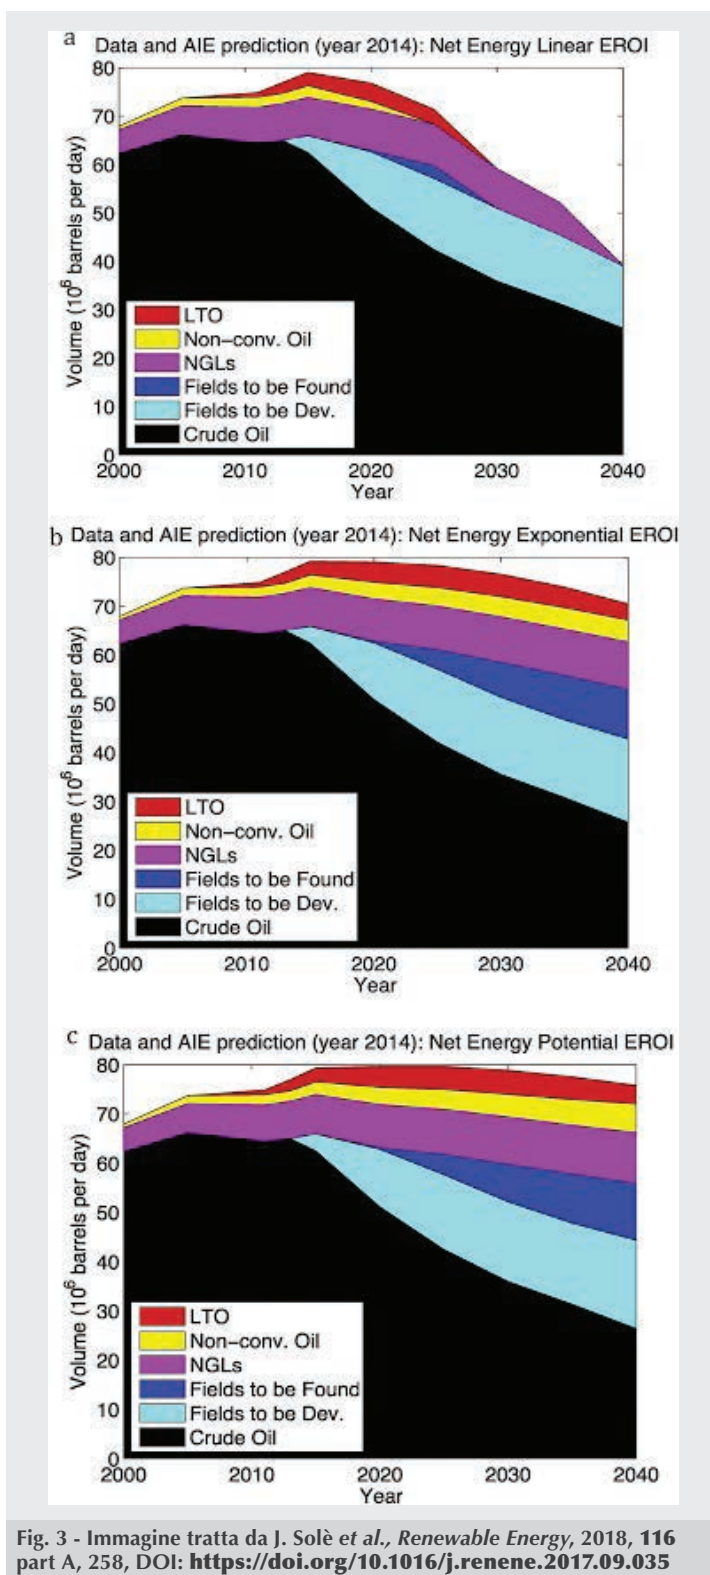 a Data and AIE prediction (year 2014): Net Energy Linear EROI
80
70
60
50
40
30
20
10
0
Volume (10⁶ barrels per day)
LTO
Non-conv. Oil
NGLs
Fields to be Found
Fields to be Dev.
Crude Oil
2000 2010 2020 2030 2040
Year
b Data and AIE prediction (year 2014): Net Energy Exponential EROI
80
70
60
50
40
30
20
10
0
Volume (10⁶ barrels per day)
LTO
Non-conv. Oil
NGLs
Fields to be Found
Fields to be Dev.
Crude Oil
2000 2010 2020 2030 2040
Year
c Data and AIE prediction (year 2014): Net Energy Potential EROI
80
70
60
50
40
30
20
10
0
Volume (10⁶ barrels per day)
LTO
Non-conv. Oil
NGLs
Fields to be Found
Fields to be Dev.
Crude Oil
2000 2010 2020 2030 2040
Year
Fig. 3 - Immagine tratta da J. Solè et al., Renewable Energy, 2018, 116
part A, 258, DOI: https://doi.org/10.1016/j.renene.2017.09.035